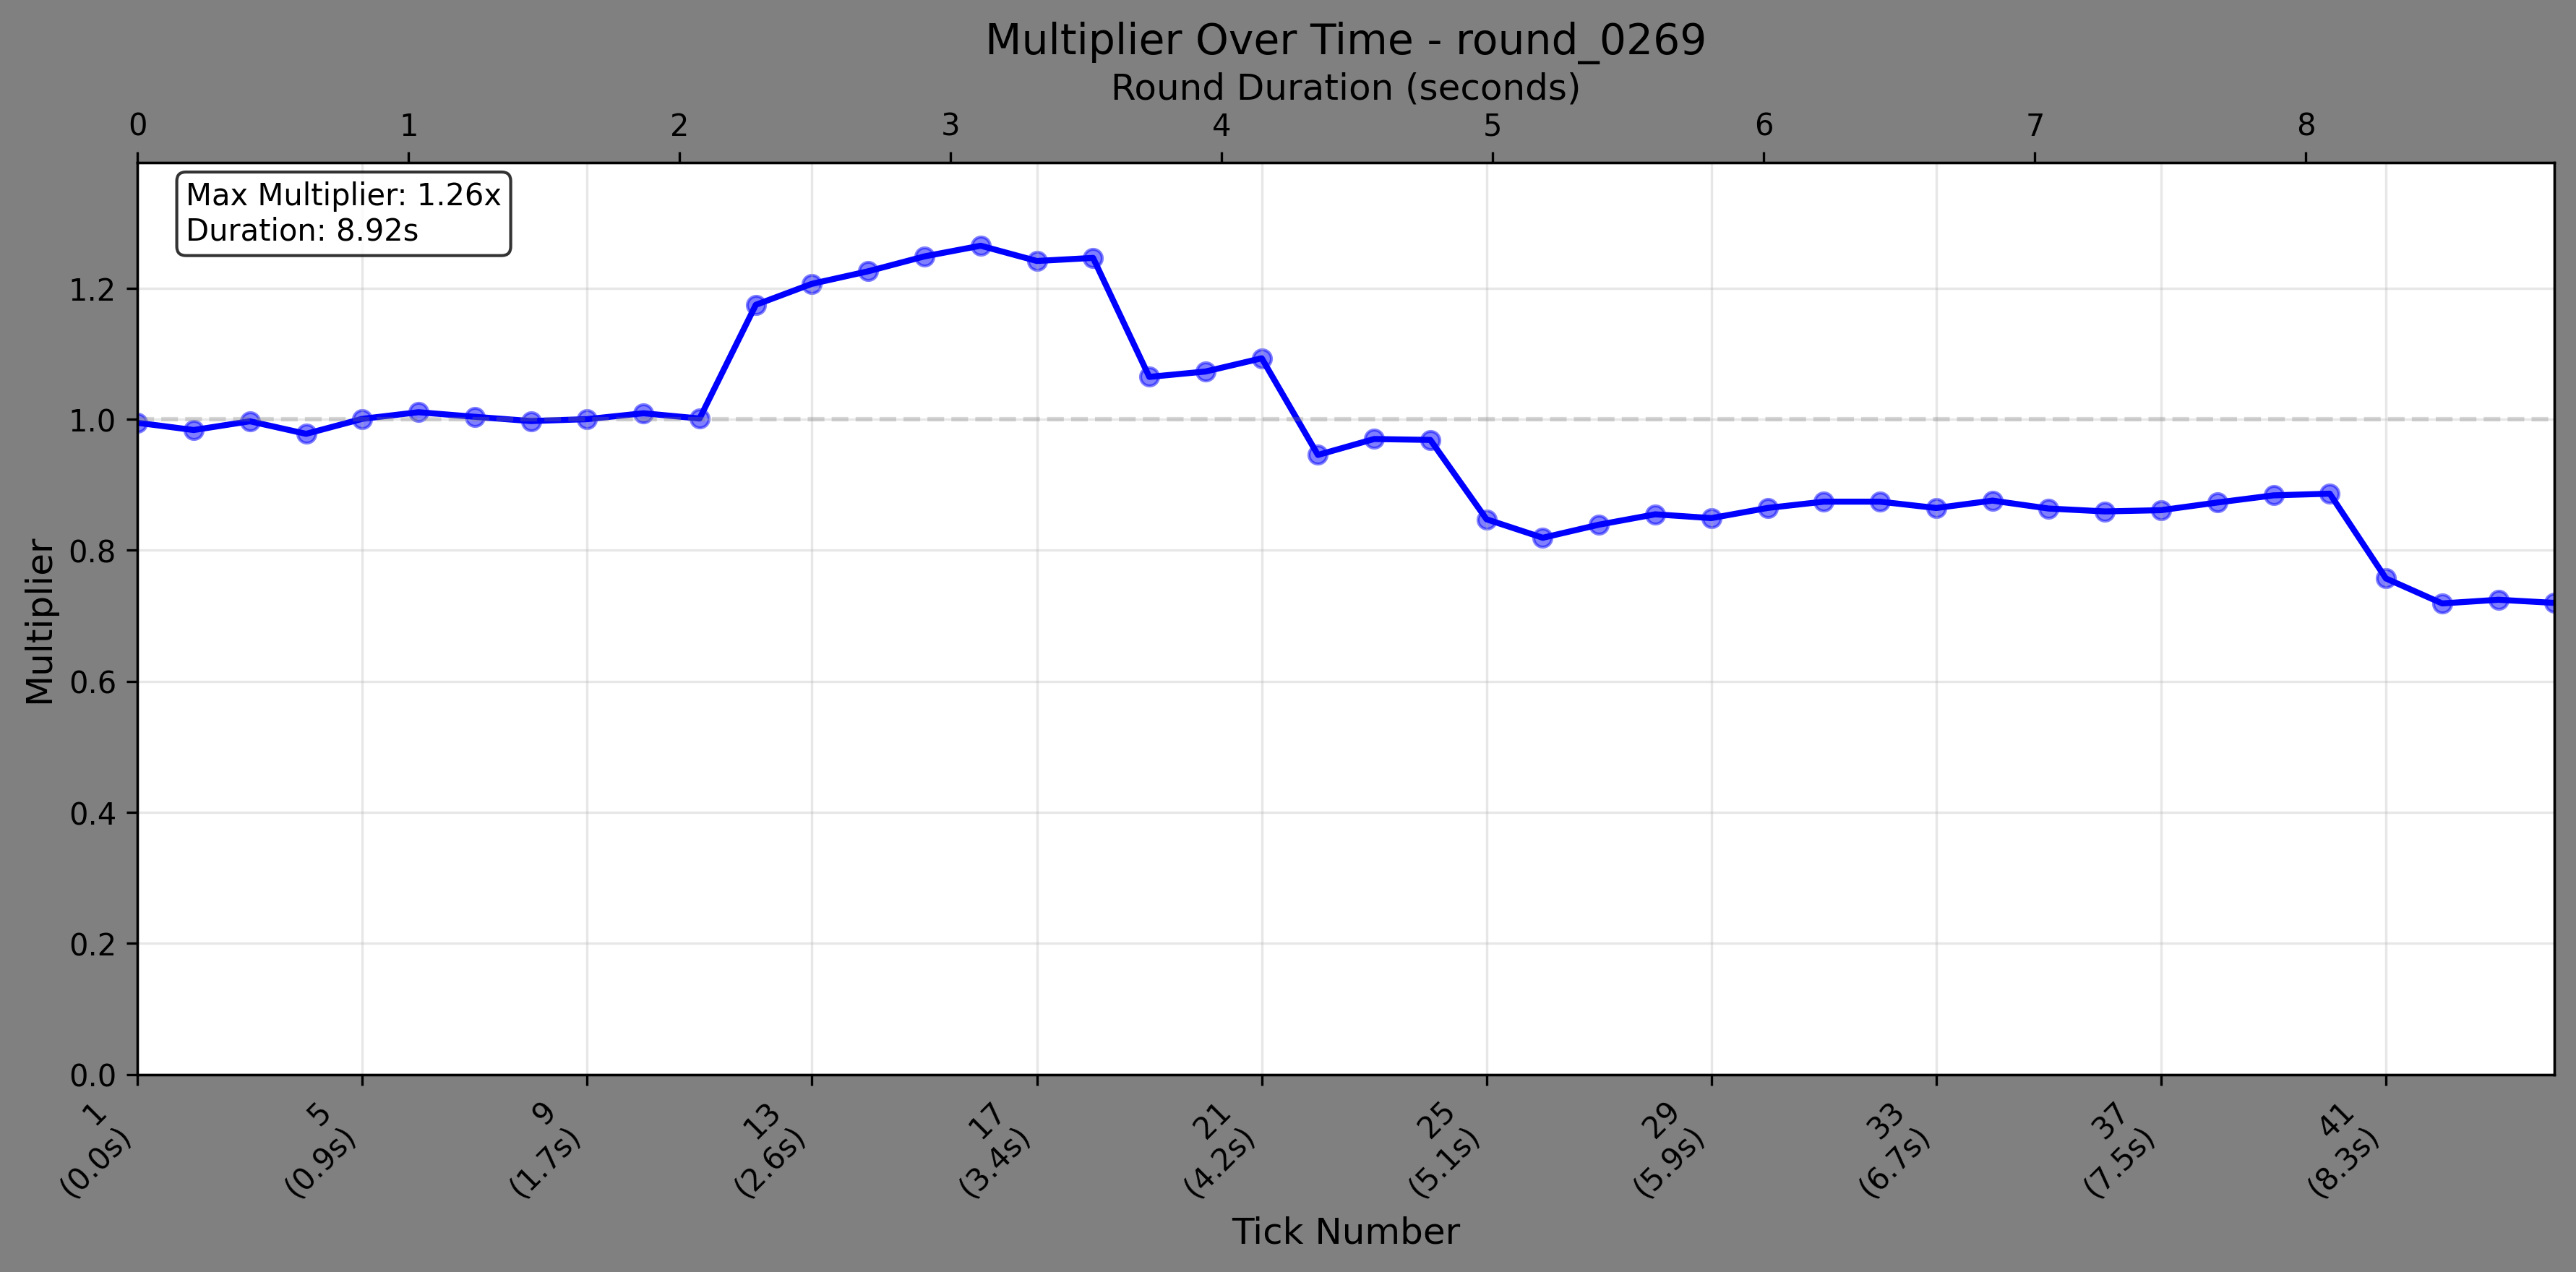 Multiplier Over Time - round_0269
Round Duration (seconds)
0 1 2 3 4 5 6 7 8
Max Multiplier: 1.26x
Duration: 8.92s
Multiplier
1.2
1.0
0.8
0.6
0.4
0.2
0.0
1
(0.0s)
5
(0.9s)
9
(1.7s)
13
(2.6s)
17
(3.4s)
21
(4.2s)
25
(5.1s)
29
(5.9s)
33
(6.7s)
37
(7.5s)
41
(8.3s)
Tick Number